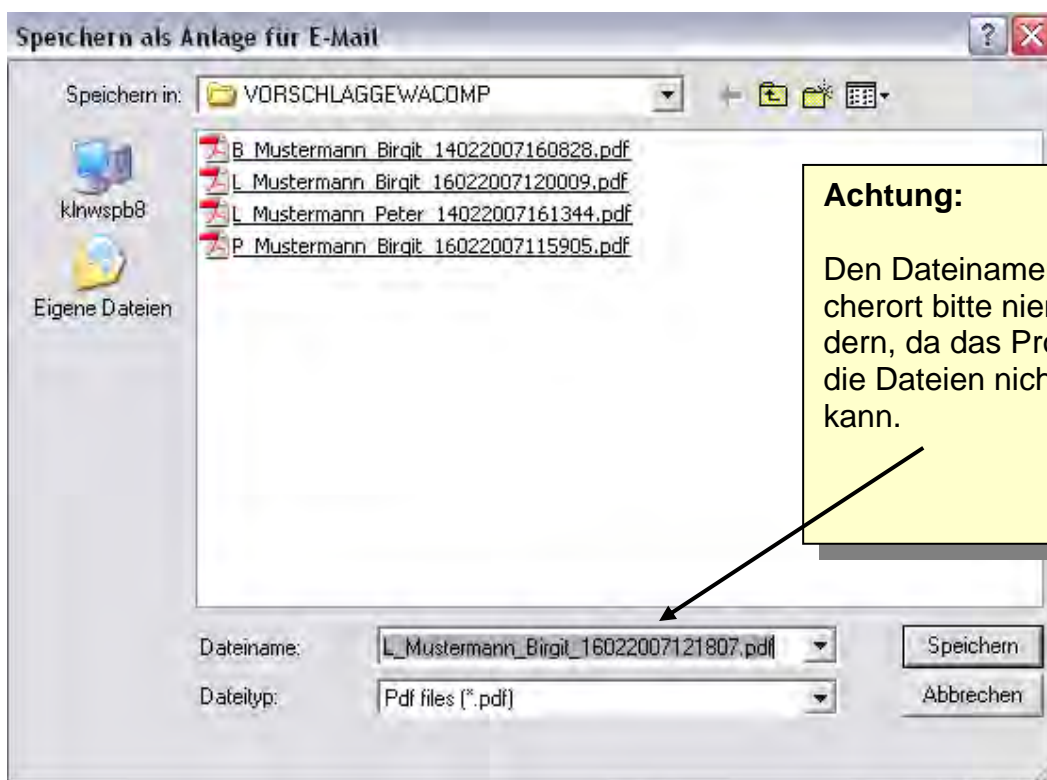 Speichern als Anlage für E-Mail
Speichern in: VORSCHLAGGEWACOMP
B_Mustermann_Birgit_14022007160828.pdf
L_Mustermann_Birgit_16022007120009.pdf
L_Mustermann_Peter_14022007161344.pdf
P_Mustermann_Birgit_16022007115905.pdf
klnwspb8
Eigene Dateien
Achtung:
Den Dateiname
cherort bitte nie
dern, da das Pr
die Dateien nich
kann.
Dateiname: L_Mustermann_Birgit_16022007121807.pdf Speichern
Dateityp: Pdf files (*.pdf) Abbrechen